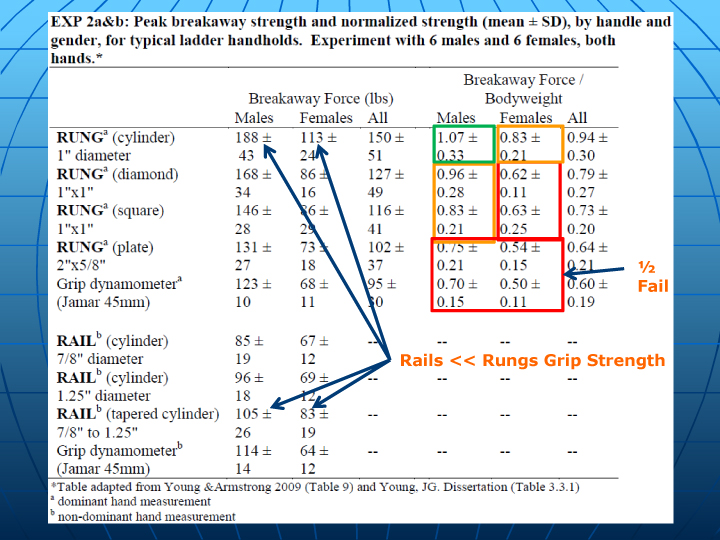 EXP 2a&b: Peak breakaway strength and normalized strength (mean ± SD), by handle and
gender, for typical ladder handholds. Experiment with 6 males and 6 females, both
hands.*
Breakaway Force /
Breakaway Force (lbs) Bodyweight
Males Females All Males Females All
RUNGa (cylinder) 188 ± 113 ± 150 ± 1.07 ± 0.83 ± 0.94 ±
1" diameter 43 24 51 0.33 0.21 0.30
RUNGa (diamond) 168 ± 86 ± 127 ± 0.96 ± 0.62 ± 0.79 ±
1"x1" 34 16 49 0.28 0.11 0.27
RUNGa (square) 146 ± 86 ± 116 ± 0.83 ± 0.63 ± 0.73 ±
1"x1" 28 29 41 0.21 0.25 0.20
RUNGa (plate) 131 ± 73 ± 102 ± 0.75 ± 0.54 ± 0.64 ±
2"x5/8" 27 18 37 0.21 0.15 0.21
½
Grip dynamometera 123 ± 68 ± 95 ± 0.70 ± 0.50 ± 0.60 ±
Fail
(Jamar 45mm) 10 11 30 0.15 0.11 0.19
RAILb (cylinder) 85 ± 67 ± -- -- -- --
7/8" diameter 19 12
Rails << Rungs Grip Strength
RAILb (cylinder) 96 ± 69 ± -- -- -- --
1.25" diameter 18 12
RAILb (tapered cylinder) 105 ± 83 ± -- -- -- --
7/8" to 1.25" 26 19
Grip dynamometerb 114 ± 64 ± -- -- -- --
(Jamar 45mm) 14 12
*Table adapted from Young &Armstrong 2009 (Table 9) and Young, JG. Dissertation (Table 3.3.1)
a dominant hand measurement
b non-dominant hand measurement